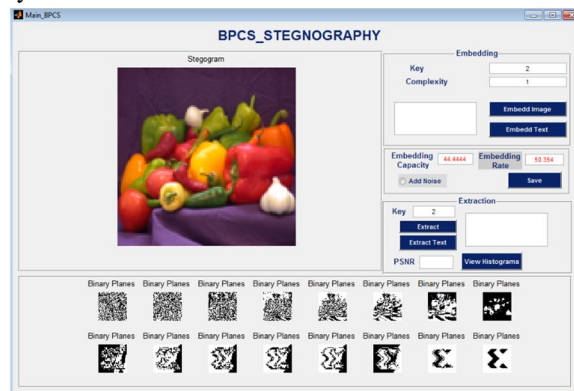 Main_BPCS
BPCS_STEGNOGRAPHY
Stegogram
Embedding
Key 2
Complexity 1
Embedd Image
Embedd Text
Embedding Capacity 44.4444 Embedding Rate 50.354
Add Noise Save
Extraction
Key 2
Extract
Extract Text
PSNR View Histograms
Binary Planes Binary Planes Binary Planes Binary Planes Binary Planes Binary Planes Binary Planes Binary Planes
Binary Planes Binary Planes Binary Planes Binary Planes Binary Planes Binary Planes Binary Planes Binary Planes